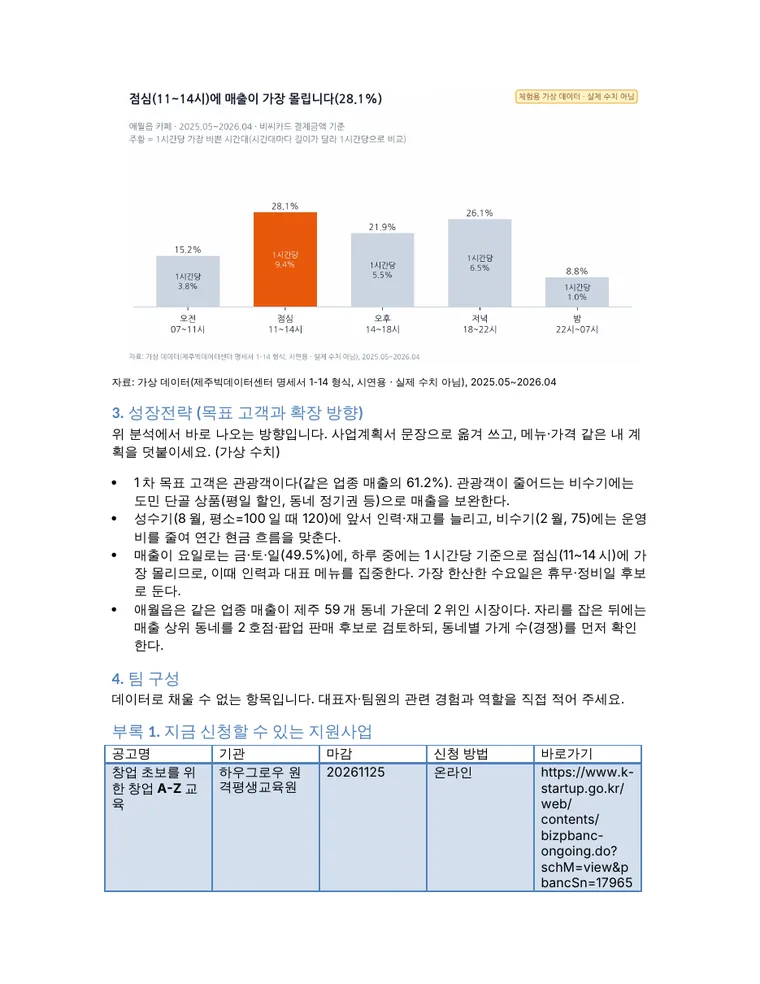 점심(11~14시)에 매출이 가장 몰립니다(28.1%)
체험용 가상 데이터 · 실제 수치 아님
애월읍 카페 · 2025.05~2026.04 · 비씨카드 결제금액 기준
주황 = 1시간당 가장 바쁜 시간대(시간대마다 길이가 달라 1시간당으로 비교)
15.2%
1시간당
3.8%
28.1%
1시간당
9.4%
21.9%
1시간당
5.5%
26.1%
1시간당
6.5%
8.8%
1시간당
1.0%
오전
07~11시
점심
11~14시
오후
14~18시
저녁
18~22시
밤
22시~07시
자료: 가상 데이터(제주빅데이터센터 명세서 1-14 형식, 시연용 · 실제 수치 아님), 2025.05~2026.04
자료: 가상 데이터(제주빅데이터센터 명세서 1-14 형식, 시연용 · 실제 수치 아님), 2025.05~2026.04
3. 성장전략 (목표 고객과 확장 방향)
위 분석에서 바로 나오는 방향입니다. 사업계획서 문장으로 옮겨 쓰고, 메뉴·가격 같은 내 계
획을 덧붙이세요. (가상 수치)
• 1차 목표 고객은 관광객이다(같은 업종 매출의 61.2%). 관광객이 줄어드는 비수기에는
도민 단골 상품(평일 할인, 동네 정기권 등)으로 매출을 보완한다.
• 성수기(8월, 평소=100일 때 120)에 앞서 인력·재고를 늘리고, 비수기(2월, 75)에는 운영
비를 줄여 연간 현금 흐름을 맞춘다.
• 매출이 요일로는 금·토·일(49.5%)에, 하루 중에는 1시간당 기준으로 점심(11~14시)에 가
장 몰리므로, 이때 인력과 대표 메뉴를 집중한다. 가장 한산한 수요일은 휴무·정비일 후보
로 둔다.
• 애월읍은 같은 업종 매출이 제주 59개 동네 가운데 2위인 시장이다. 자리를 잡은 뒤에는
매출 상위 동네를 2호점·팝업 판매 후보로 검토하되, 동네별 가게 수(경쟁)를 먼저 확인
한다.
4. 팀 구성
데이터로 채울 수 없는 항목입니다. 대표자·팀원의 관련 경험과 역할을 직접 적어 주세요.
부록 1. 지금 신청할 수 있는 지원사업
공고명
기관
마감
신청 방법
바로가기
창업 초보를 위
한 창업 A-Z 교
육
하우그로우 원
격평생교육원
20261125
온라인
https://www.k-
startup.go.kr/
web/
contents/
bizpbanc-
ongoing.do?
schM=view&p
bancSn=17965